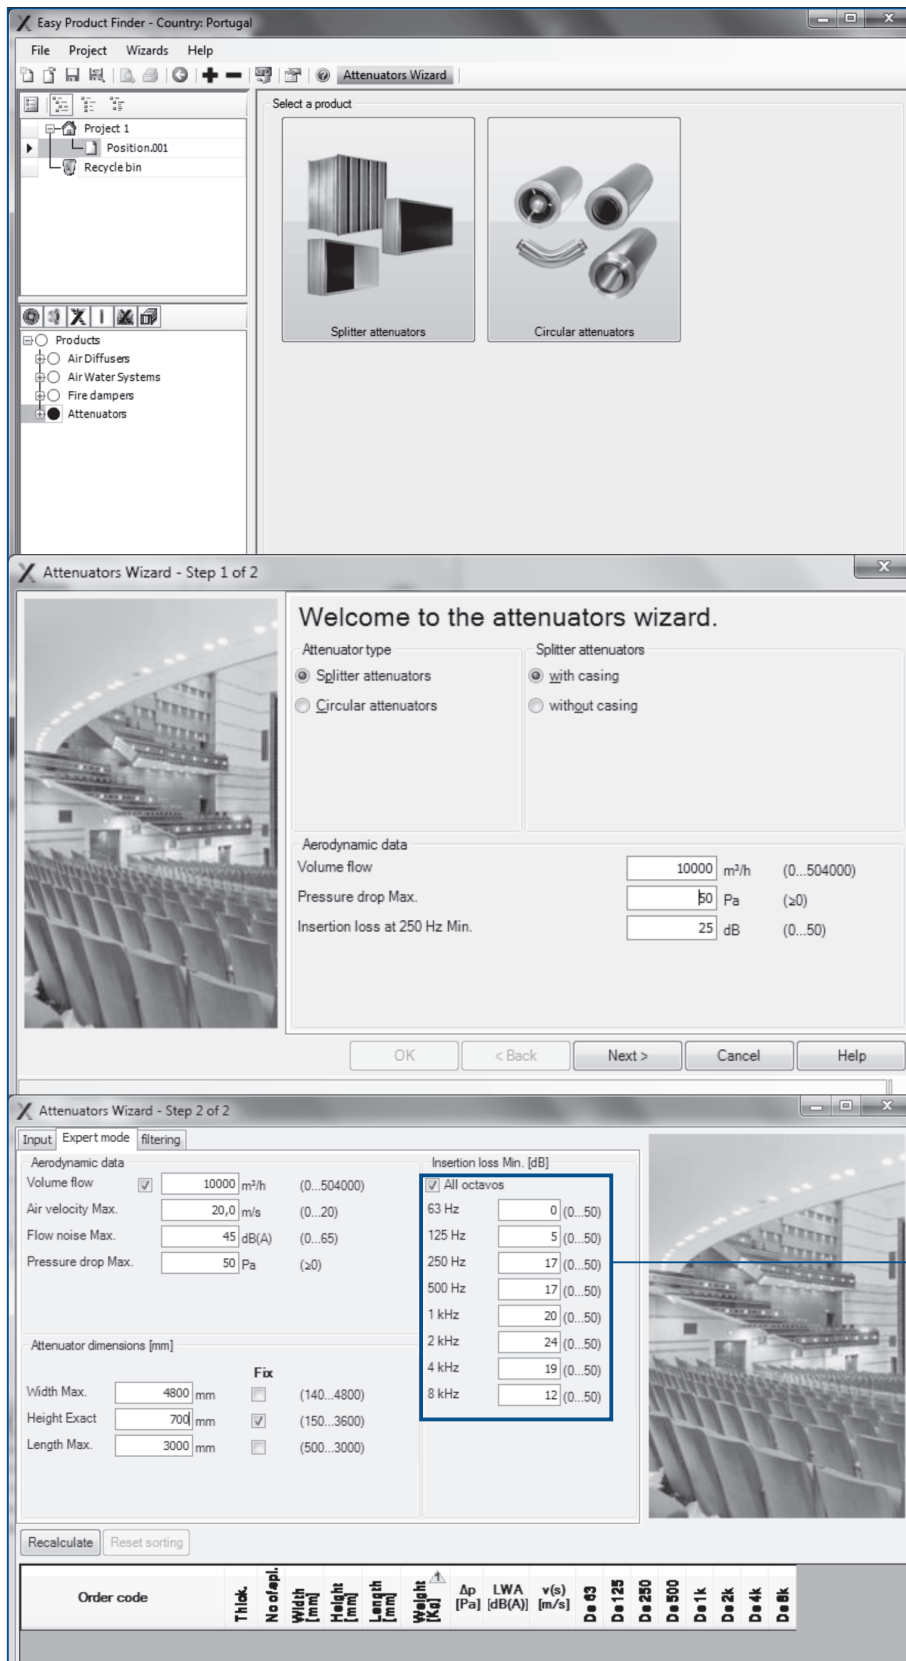 Easy Product Finder - Country: Portugal
File Project Wizards Help
Attenuators Wizard
Project 1
Position.001
Recycle bin
Products
Air Diffusers
Air Water Systems
Fire dampers
Attenuators
Select a product
Splitter attenuators
Circular attenuators
Attenuators Wizard - Step 1 of 2
Welcome to the attenuators wizard.
Attenuator type
Splitter attenuators
Circular attenuators
Splitter attenuators
with casing
without casing
Aerodynamic data
Volume flow 10000 m³/h (0...504000)
Pressure drop Max. 50 Pa (≥0)
Insertion loss at 250 Hz Min. 25 dB (0...50)
OK < Back Next > Cancel Help
Attenuators Wizard - Step 2 of 2
Input Expert mode filtering
Aerodynamic data
Volume flow 10000 m³/h (0...504000)
Air velocity Max. 20,0 m/s (0...20)
Flow noise Max. 45 dB(A) (0...65)
Pressure drop Max. 50 Pa (≥0)
Attenuator dimensions [mm]
Fix
Width Max. 4800 mm (140...4800)
Height Exact 700 mm (150...3600)
Length Max. 3000 mm (500...3000)
Insertion loss Min. [dB]
All octavos
63 Hz 0 (0...50)
125 Hz 5 (0...50)
250 Hz 17 (0...50)
500 Hz 17 (0...50)
1 kHz 20 (0...50)
2 kHz 24 (0...50)
4 kHz 19 (0...50)
8 kHz 12 (0...50)
Recalculate Reset sorting
Order code Thick. No of spl. Width [mm] Height [mm] Length [mm] Weight [Kg] Δp [Pa] LWA [dB(A)] v(s) [m/s] De 63 De 125 De 250 De 500 De 1k De 2k De 4k De 8k